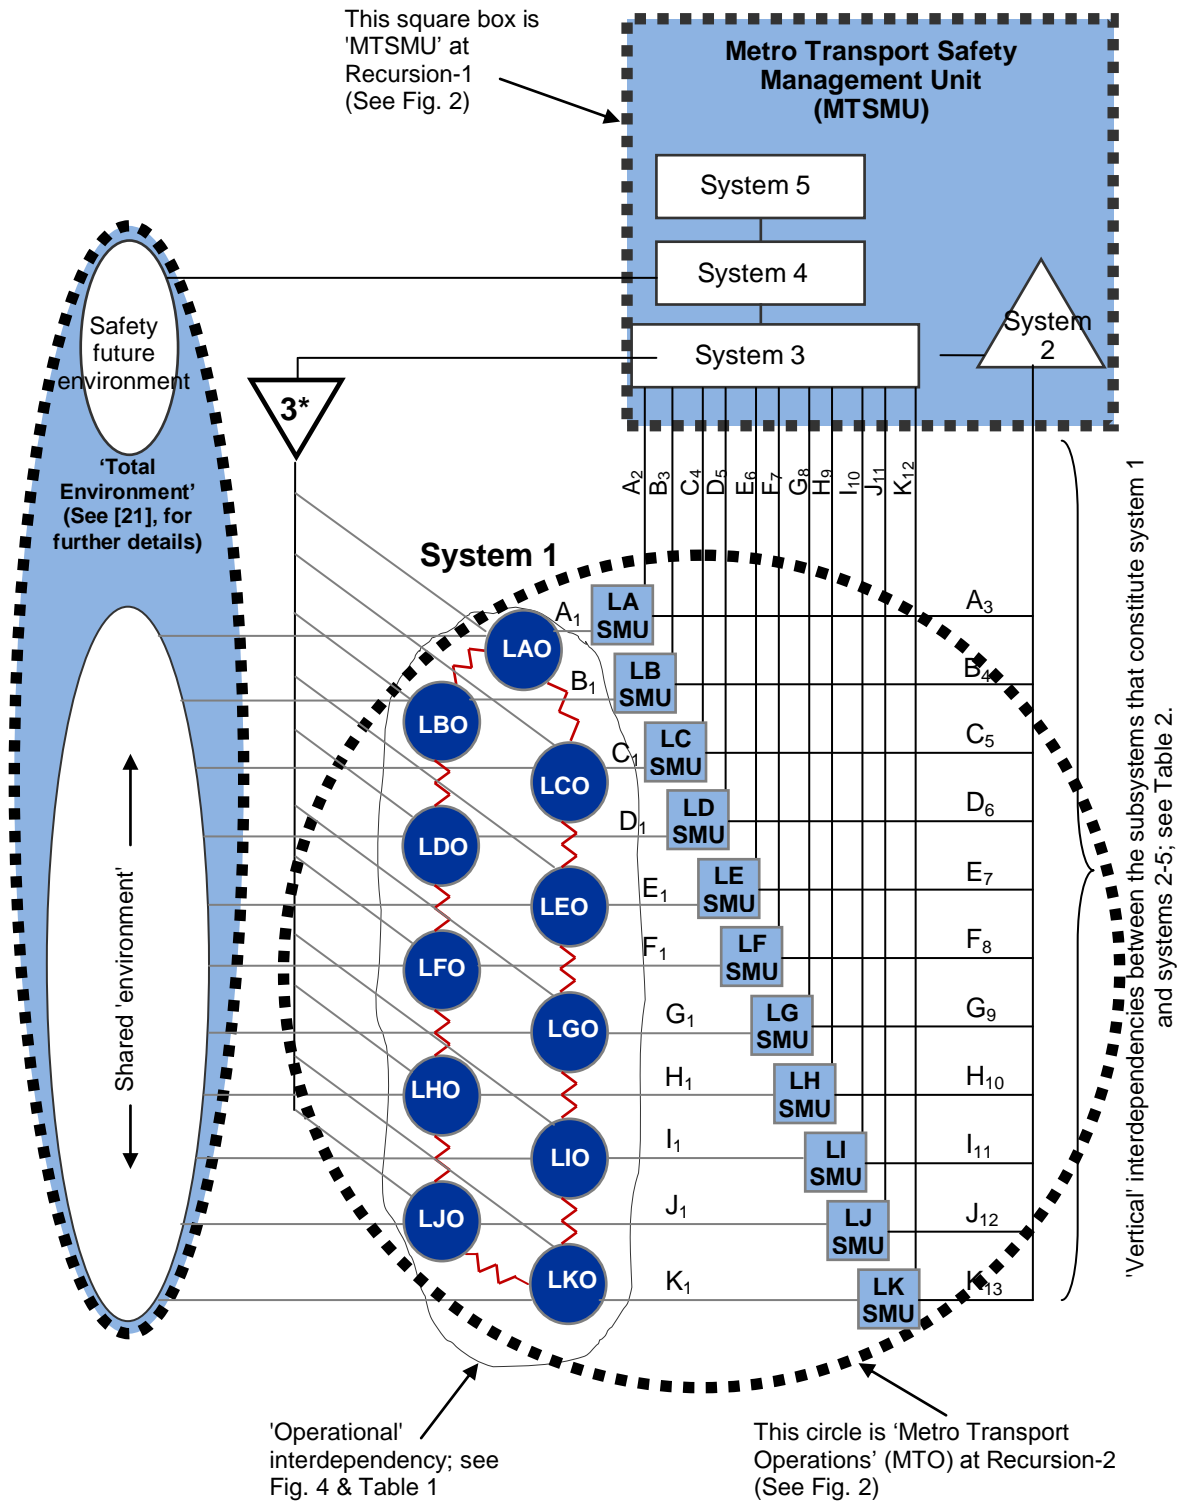 This square box is
'MTSMU' at
Recursion-1
(See Fig. 2)
Metro Transport Safety
Management Unit
(MTSMU)
System 5
System 4
System 3
System
2
Safety
future
environment
3*
'Total
Environment'
(See [21], for
further details)
Shared 'environment'
A2
B3
C4
D5
E6
F7
G8
H9
I10
J11
K12
System 1
LAO
A1
LA
SMU
A3
LBO
B1
LB
SMU
B4
LCO
C1
LC
SMU
C5
LDO
D1
LD
SMU
D6
LEO
E1
LE
SMU
E7
LFO
F1
LF
SMU
F8
LGO
G1
LG
SMU
G9
LHO
H1
LH
SMU
H10
LIO
I1
LI
SMU
I11
LJO
J1
LJ
SMU
J12
LKO
K1
LK
SMU
K13
'Vertical' interdependencies between the subsystems that constitute system 1
and systems 2-5; see Table 2.
'Operational'
interdependency; see
Fig. 4 & Table 1
This circle is ‘Metro Transport
Operations’ (MTO) at Recursion-2
(See Fig. 2)